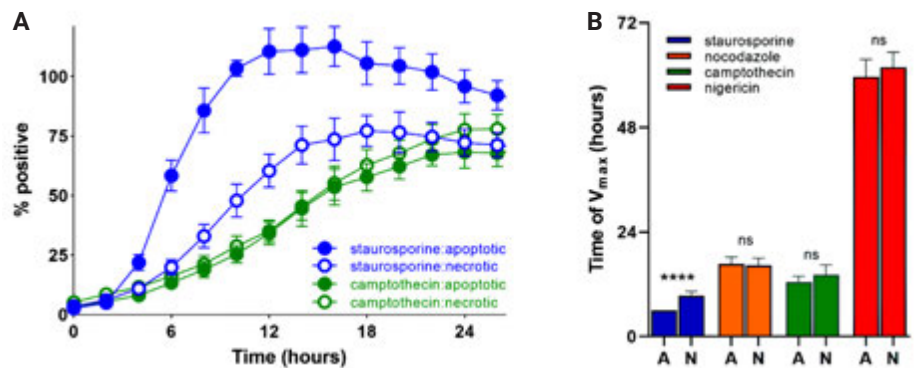 A
% positive
100
75
50
25
0
0
6
12
18
24
Time (hours)
staurosporine:apoptotic
staurosporine:necrotic
camptothecin:apoptotic
camptothecin:necrotic
B
Time of Vmax (hours)
72
48
24
0
staurosporine
nocodazole
camptothecin
nigericin
****
ns
ns
ns
A N A N A N A N